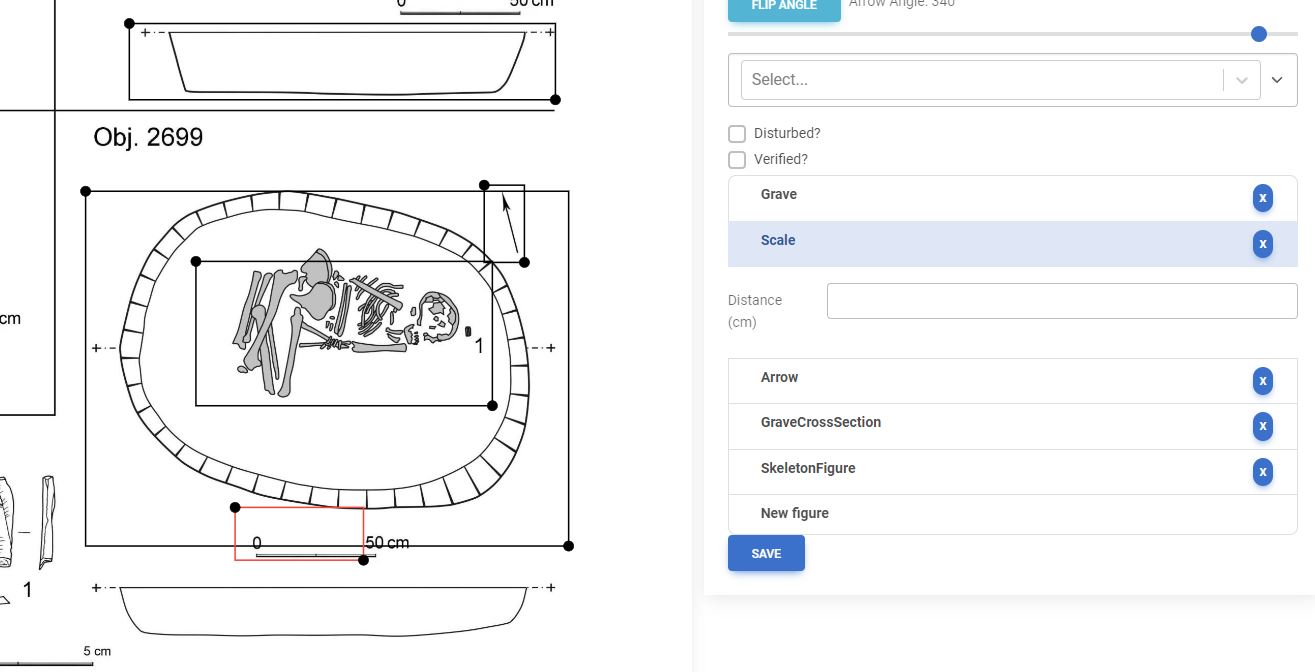 0 50 cm
Obj. 2699
1
cm
0 50 cm
1
5 cm
FLIP ANGLE Arrow Angle: 340
Select...
Disturbed?
Verified?
Grave x
Scale x
Distance
(cm)
Arrow x
GraveCrossSection x
SkeletonFigure x
New figure
SAVE